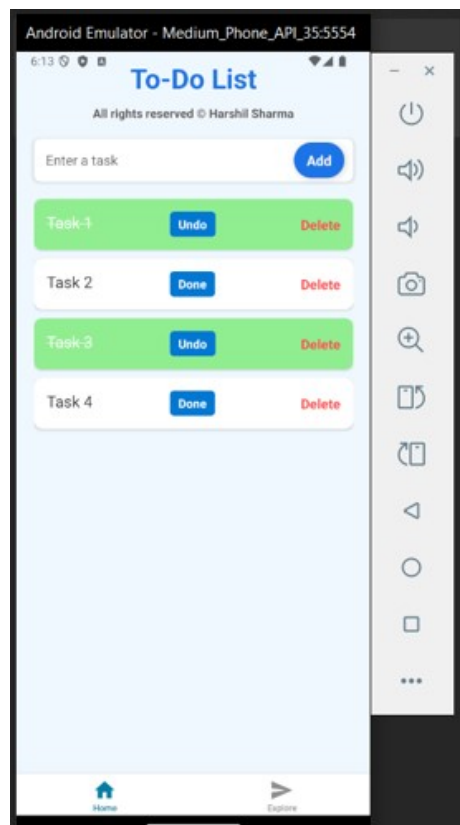 Android Emulator - Medium_Phone_API_35:5554
6:13
To-Do List
All rights reserved © Harshil Sharma
Enter a task Add
Task 1 Undo Delete
Task 2 Done Delete
Task 3 Undo Delete
Task 4 Done Delete
Home Explore